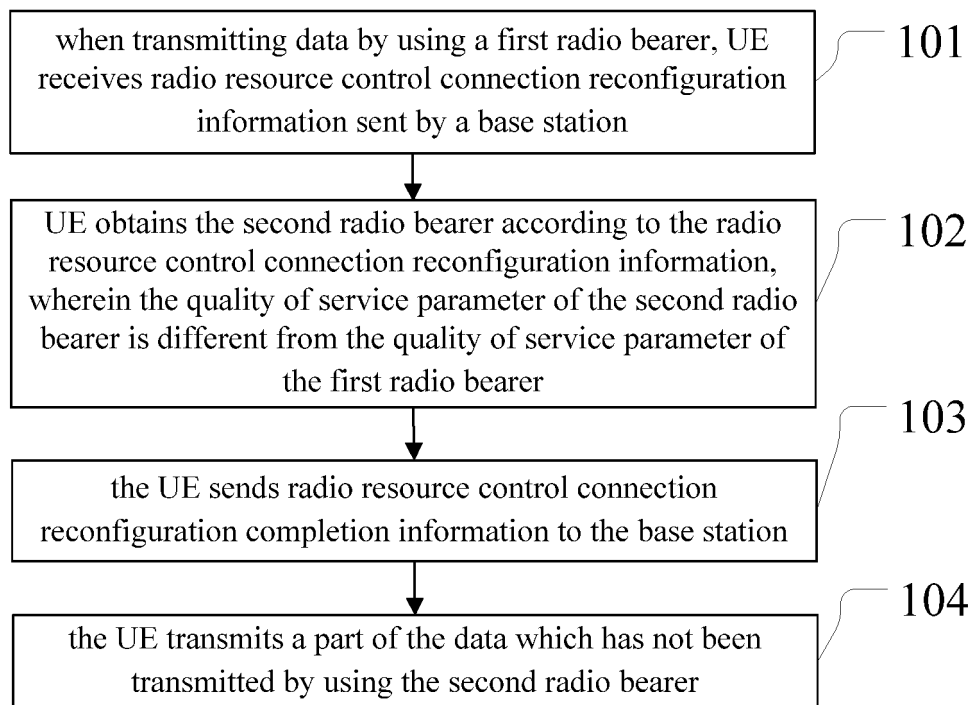 when transmitting data by using a first radio bearer, UE
receives radio resource control connection reconfiguration
information sent by a base station
101
UE obtains the second radio bearer according to the radio
resource control connection reconfiguration information,
wherein the quality of service parameter of the second radio
bearer is different from the quality of service parameter of
the first radio bearer
102
the UE sends radio resource control connection
reconfiguration completion information to the base station
103
the UE transmits a part of the data which has not been
transmitted by using the second radio bearer
104